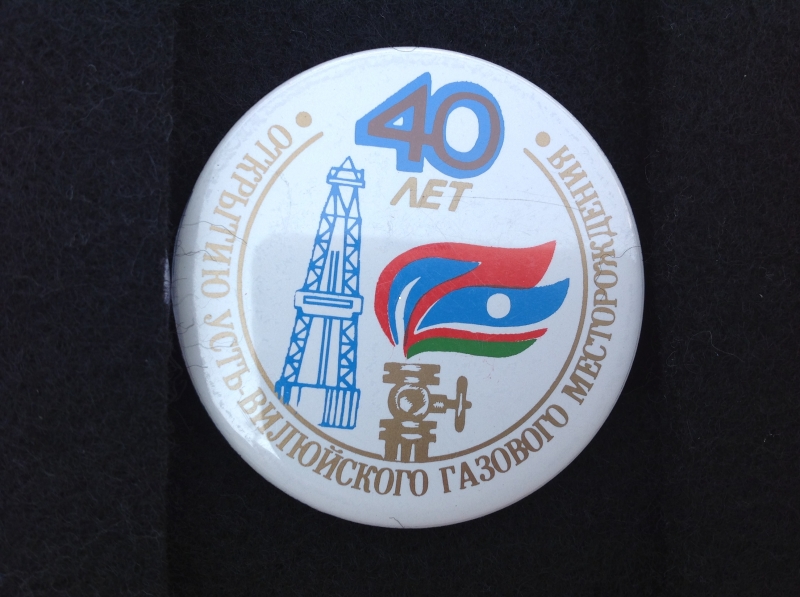 40
ЛЕТ
ОТКРЫТИЮ УСТЬ-ВИЛЮЙСКОГО ГАЗОВОГО МЕСТОРОЖДЕНИЯ